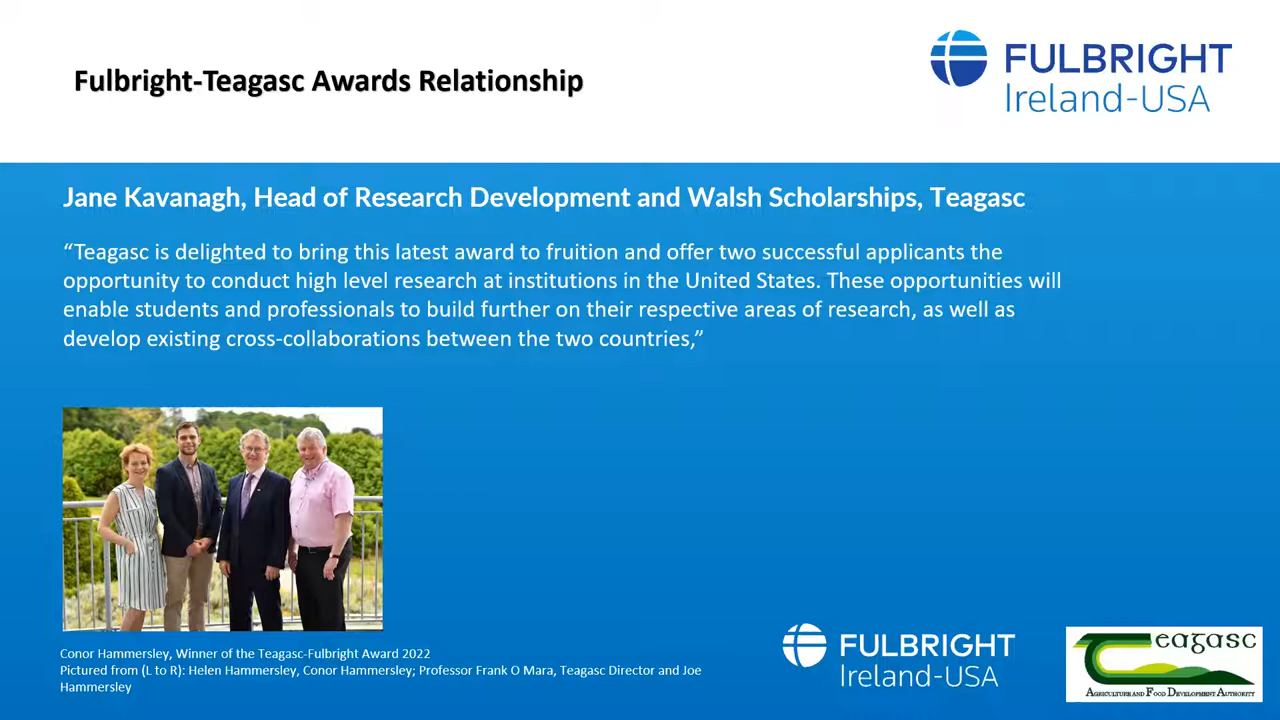 Fulbright-Teagasc Awards Relationship
FULBRIGHT
Ireland-USA
Jane Kavanagh, Head of Research Development and Walsh Scholarships, Teagasc
“Teagasc is delighted to bring this latest award to fruition and offer two successful applicants the
opportunity to conduct high level research at institutions in the United States. These opportunities will
enable students and professionals to build further on their respective areas of research, as well as
develop existing cross-collaborations between the two countries,”
Conor Hammersley, Winner of the Teagasc-Fulbright Award 2022
Pictured from (L to R): Helen Hammersley, Conor Hammersley; Professor Frank O Mara, Teagasc Director and Joe
Hammersley
FULBRIGHT
Ireland-USA
Teagasc
AGRICULTURE AND FOOD DEVELOPMENT AUTHORITY